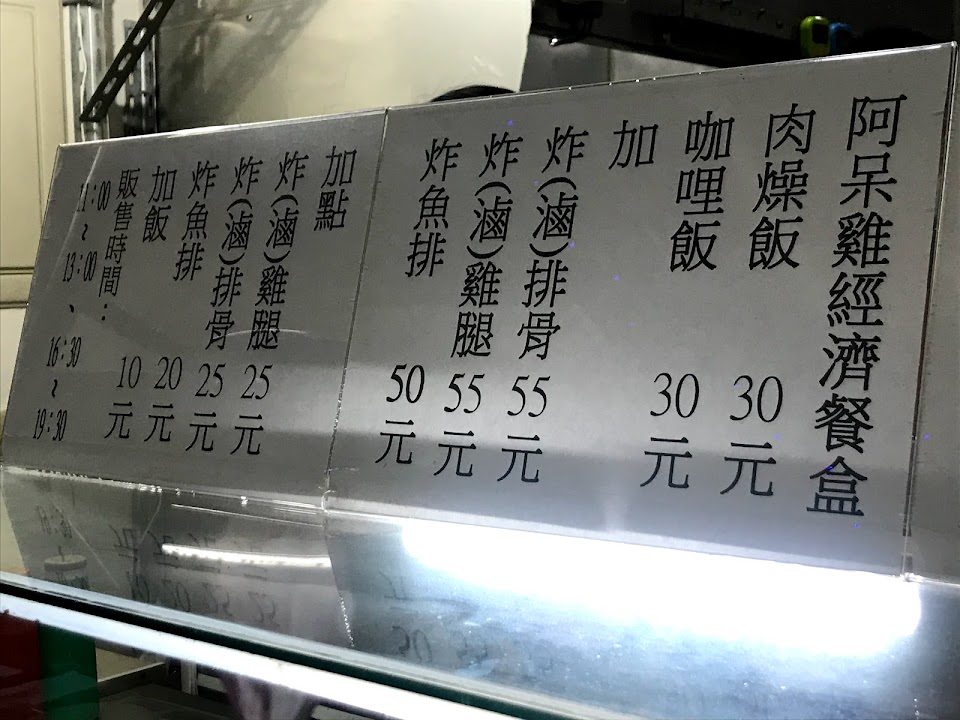 阿呆雞經濟餐盒
肉燥飯 30元
咖哩飯 30元
加
炸(滷)排骨 55元
炸(滷)雞腿 55元
炸魚排 50元
加點
炸(滷)雞腿 25元
炸(滷)排骨 25元
炸魚排 20元
加飯 10元
販售時間：
11:00~13:00、16:30~19:30